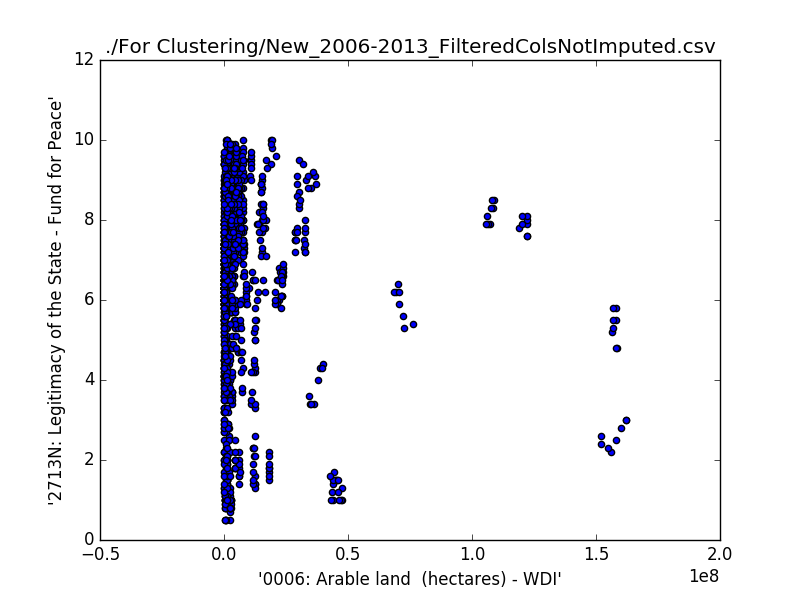 ./For Clustering/New_2006-2013_FilteredColsNotImputed.csv
'2713N: Legitimacy of the State - Fund for Peace'
12
10
8
6
4
2
0
−0.5 0.0 0.5 1.0 1.5 2.0
1e8
'0006: Arable land  (hectares) - WDI'